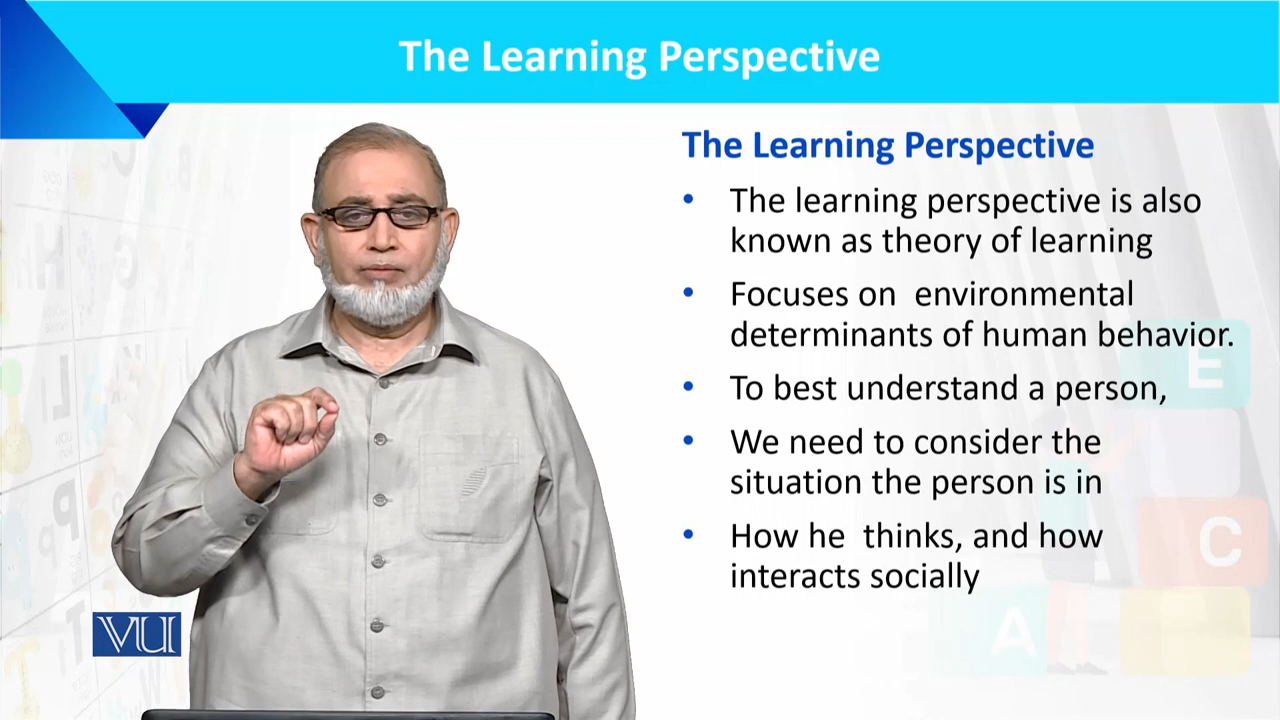 The Learning Perspective
The Learning Perspective
• The learning perspective is also
known as theory of learning
• Focuses on  environmental
determinants of human behavior.
• To best understand a person,
• We need to consider the
situation the person is in
• How he  thinks, and how
interacts socially
E
C
A
VU